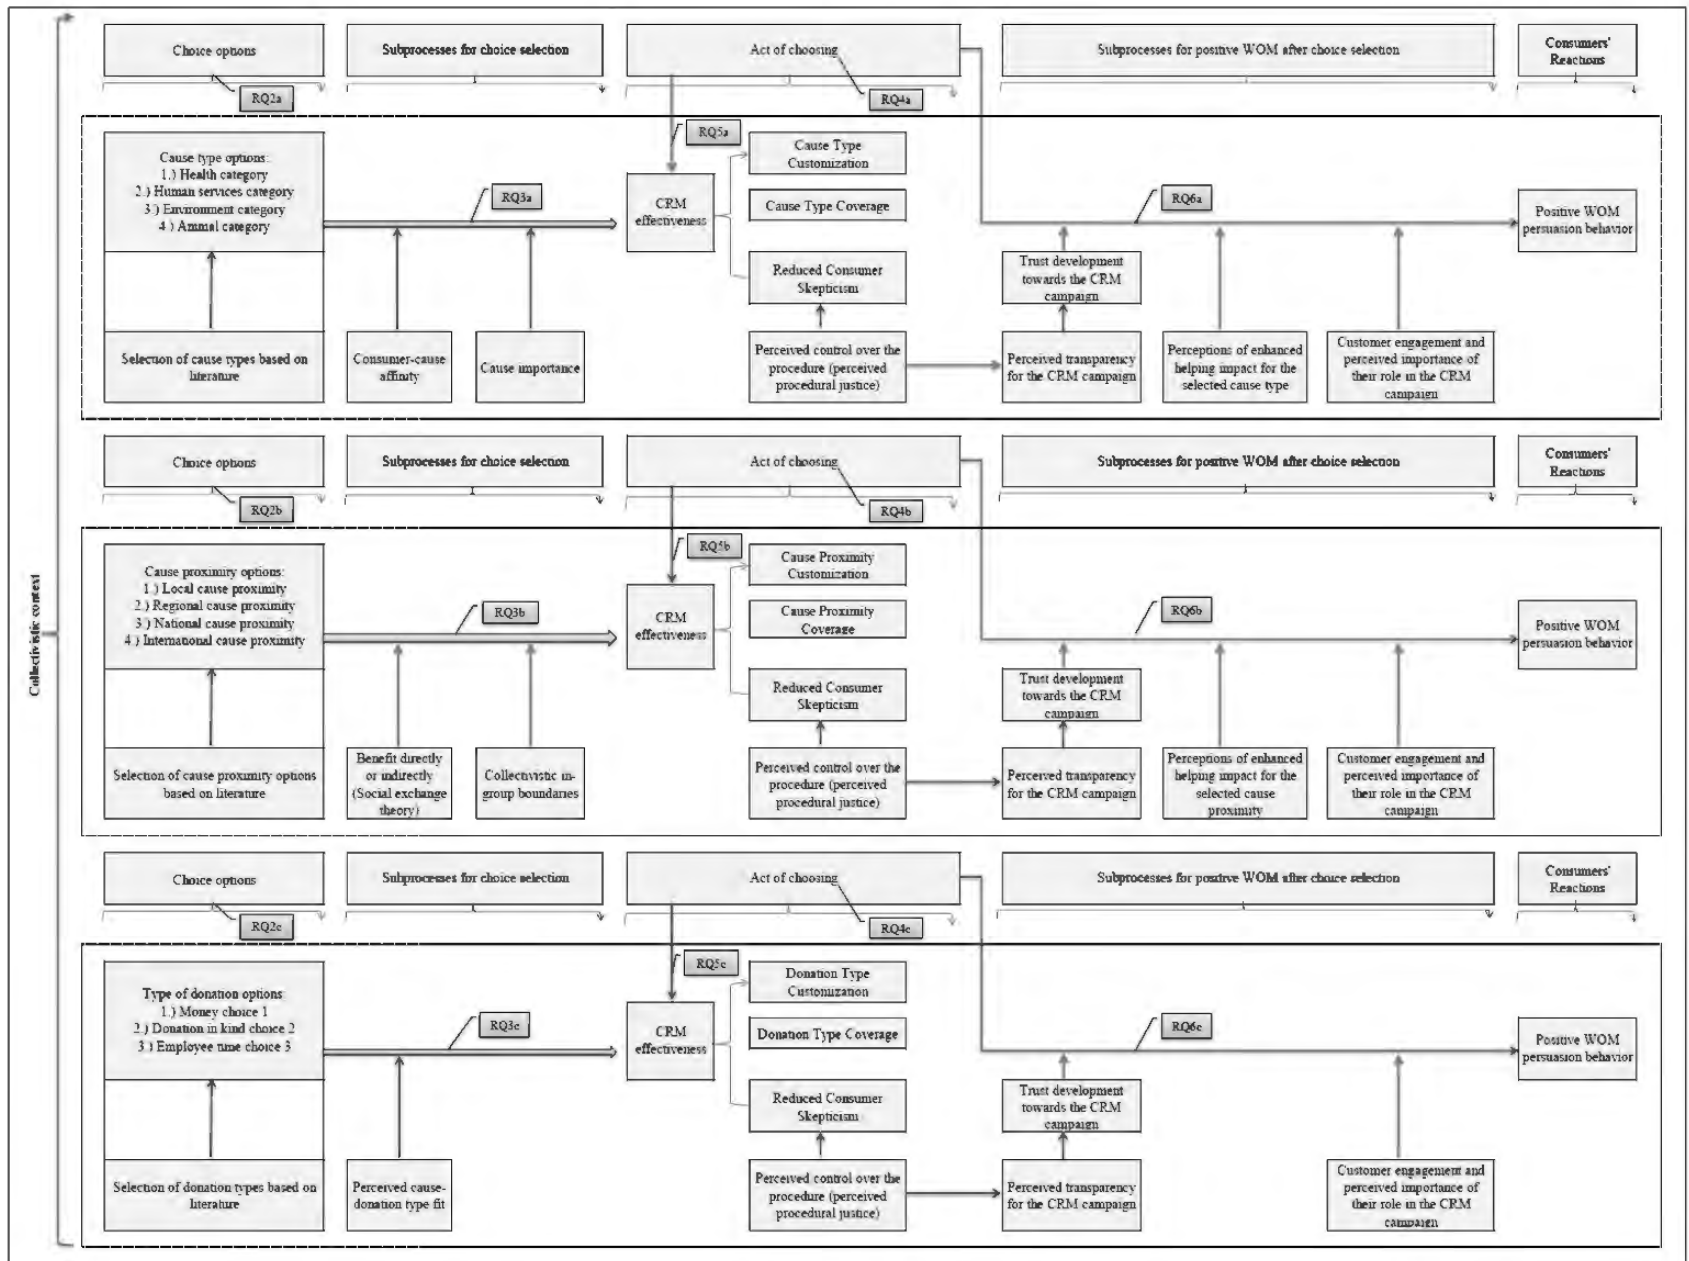 Collectivistic context
Choice options
Subprocesses for choice selection
Act of choosing
Subprocesses for positive WOM after choice selection
Consumers'
Reactions
RQ2a
RQ4a
Cause type options:
1.) Health category
2.) Human services category
3.) Environment category
4.) Animal category
RQ3a
RQ5a
CRM
effectiveness
Cause Type
Customization
Cause Type Coverage
Reduced Consumer
Skepticism
RQ6a
Trust development
towards the CRM
campaign
Positive WOM
persuasion behavior
Selection of cause types based on
literature
Consumer-cause
affinity
Cause importance
Perceived control over the
procedure (perceived
procedural justice)
Perceived transparency
for the CRM campaign
Perceptions of enhanced
helping impact for the
selected cause type
Customer engagement and
perceived importance of
their role in the CRM
campaign
Choice options
Subprocesses for choice selection
Act of choosing
Subprocesses for positive WOM after choice selection
Consumers'
Reactions
RQ2b
RQ4b
Cause proximity options:
1.) Local cause proximity
2.) Regional cause proximity
3.) National cause proximity
4.) International cause proximity
RQ3b
RQ5b
CRM
effectiveness
Cause Proximity
Customization
Cause Proximity
Coverage
Reduced Consumer
Skepticism
RQ6b
Trust development
towards the CRM
campaign
Positive WOM
persuasion behavior
Selection of cause proximity options
based on literature
Benefit directly
or indirectly
(Social exchange
theory)
Collectivistic in-
group boundaries
Perceived control over the
procedure (perceived
procedural justice)
Perceived transparency
for the CRM campaign
Perceptions of enhanced
helping impact for the
selected cause
proximity
Customer engagement and
perceived importance of
their role in the CRM
campaign
Choice options
Subprocesses for choice selection
Act of choosing
Subprocesses for positive WOM after choice selection
Consumers'
Reactions
RQ2c
RQ4c
Type of donation options
1.) Money choice 1
2.) Donation in kind choice 2
3.) Employee time choice 3
RQ3c
RQ5c
CRM
effectiveness
Donation Type
Customization
Donation Type Coverage
Reduced Consumer
Skepticism
RQ6c
Trust development
towards the CRM
campaign
Positive WOM
persuasion behavior
Selection of donation types based on
literature
Perceived cause-
donation type fit
Perceived control over the
procedure (perceived
procedural justice)
Perceived transparency
for the CRM campaign
Customer engagement and
perceived importance of
their role in the CRM
campaign